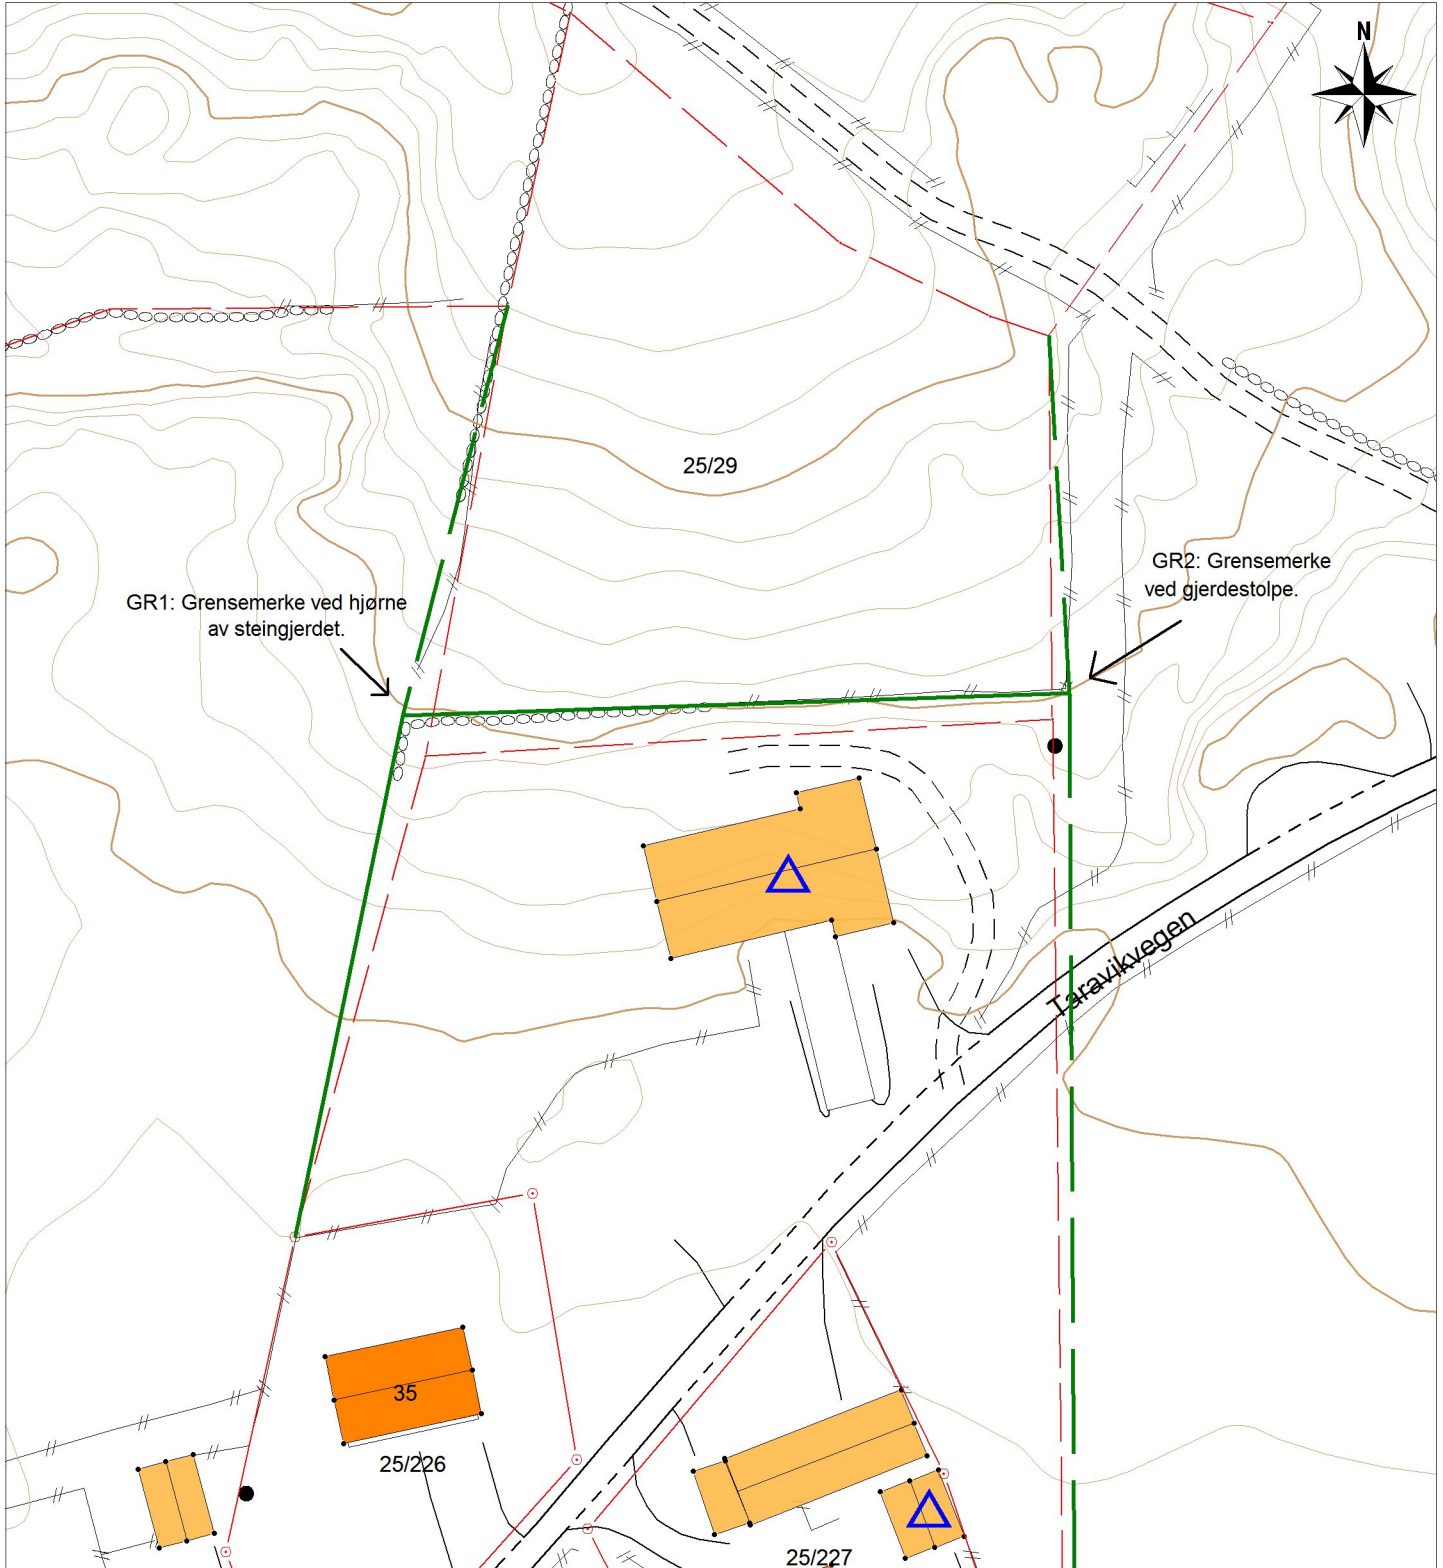 N
25/29
GR2: Grensemerke
ved gjerdestolpe.
GR1: Grensemerke ved hjørne
av steingjerdet.
Taravikvegen
35
25/226
25/227